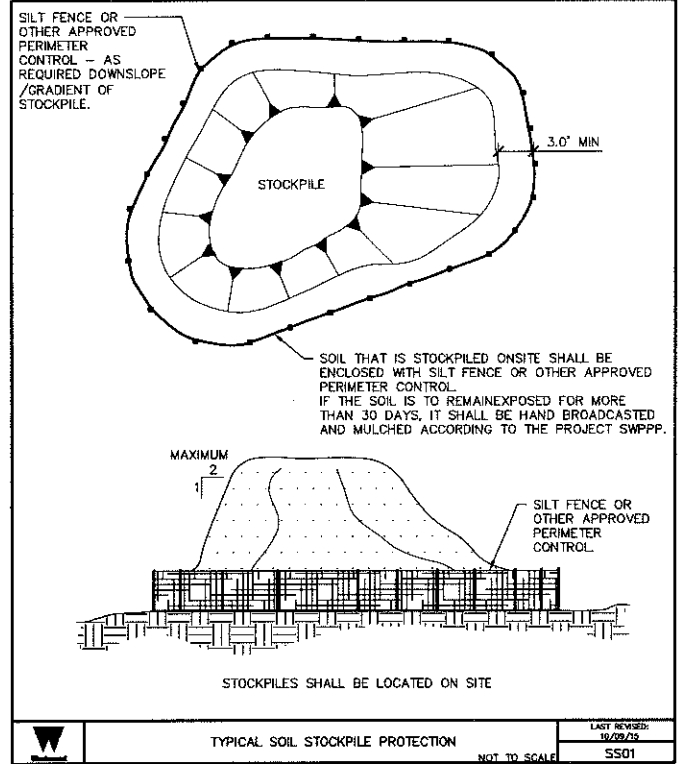 SILT FENCE OR
OTHER APPROVED
PERIMETER
CONTROL - AS
REQUIRED DOWNSLOPE
/GRADIENT OF
STOCKPILE.
3.0' MIN
STOCKPILE
SOIL THAT IS STOCKPILED ONSITE SHALL BE
ENCLOSED WITH SILT FENCE OR OTHER APPROVED
PERIMETER CONTROL.
IF THE SOIL IS TO REMAINEXPOSED FOR MORE
THAN 30 DAYS, IT SHALL BE HAND BROADCASTED
AND MULCHED ACCORDING TO THE PROJECT SWPPP.
MAXIMUM
2
1
SILT FENCE OR
OTHER APPROVED
PERIMETER
CONTROL.
STOCKPILES SHALL BE LOCATED ON SITE
W
TYPICAL SOIL STOCKPILE PROTECTION
NOT TO SCALE
LAST REVISED:
10/09/15
SS01